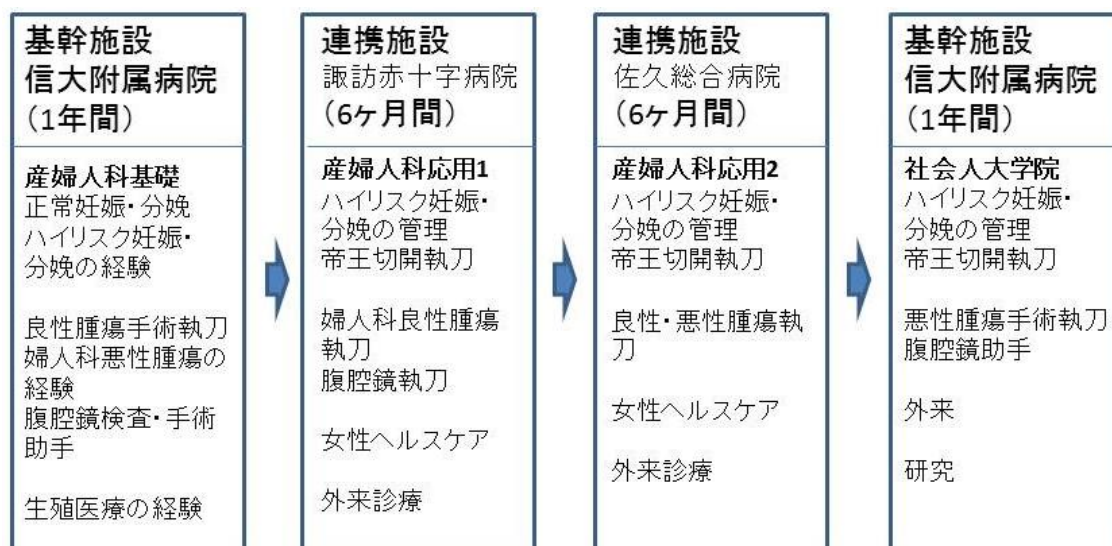 基幹施設
信大附属病院
(1年間)
産婦人科基礎
正常妊娠・分娩
ハイリスク妊娠・
分娩の経験
良性腫瘍手術執刀
婦人科悪性腫瘍の
経験
腹腔鏡検査・手術
助手
生殖医療の経験
連携施設
諏訪赤十字病院
(6ヶ月間)
産婦人科応用1
ハイリスク妊娠・
分娩の管理
帝王切開執刀
婦人科良性腫瘍
執刀
腹腔鏡執刀
女性ヘルスケア
外来診療
連携施設
佐久総合病院
(6ヶ月間)
産婦人科応用2
ハイリスク妊娠・
分娩の管理
帝王切開執刀
良性・悪性腫瘍執
刀
女性ヘルスケア
外来診療
基幹施設
信大附属病院
(1年間)
社会人大学院
ハイリスク妊娠・
分娩の管理
帝王切開執刀
悪性腫瘍手術執刀
腹腔鏡助手
外来
研究